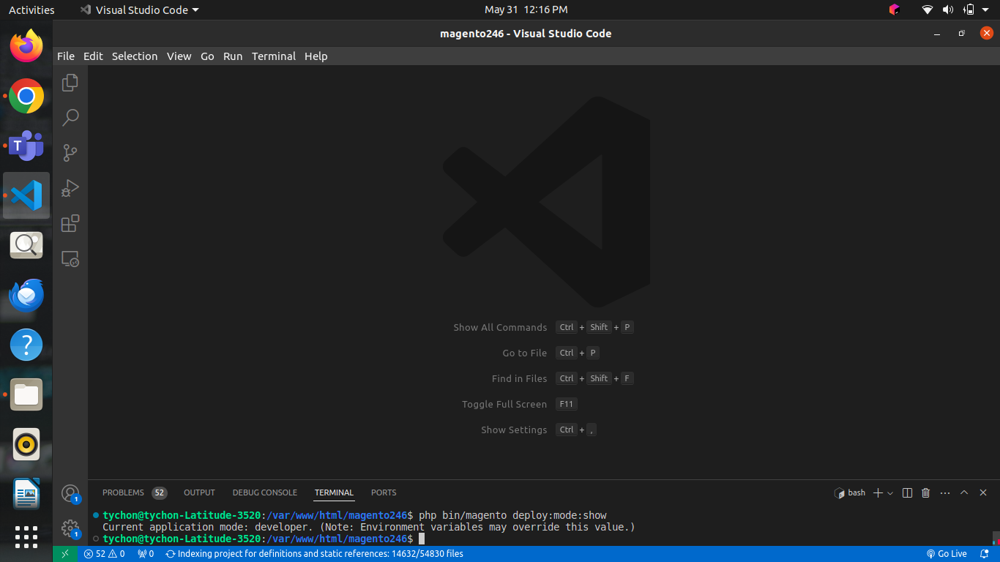 Activities Visual Studio Code May 31 12:16 PM
magento246 - Visual Studio Code
File Edit Selection View Go Run Terminal Help
Show All Commands Ctrl + Shift + P
Go to File Ctrl + P
Find in Files Ctrl + Shift + F
Toggle Full Screen F11
Show Settings Ctrl + ,
PROBLEMS 52 OUTPUT DEBUG CONSOLE TERMINAL PORTS bash
tychon@tychon-Latitude-3520:/var/www/html/magento246$ php bin/magento deploy:mode:show
Current application mode: developer. (Note: Environment variables may override this value.)
tychon@tychon-Latitude-3520:/var/www/html/magento246$
1
1
52 0 0 Indexing project for definitions and static references: 14632/54830 files Go Live
T
?